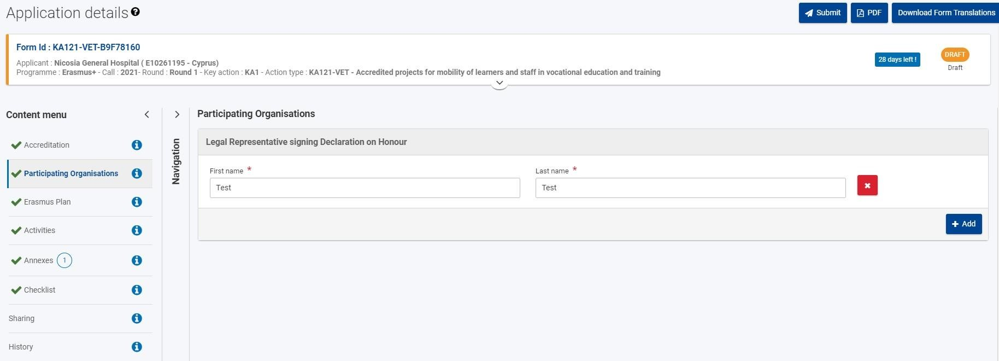 Application details ?
Submit PDF Download Form Translations
Form Id : KA121-VET-B9F78160
Applicant : Nicosia General Hospital ( E10261195 - Cyprus)
Programme : Erasmus+ - Call : 2021- Round : Round 1 - Key action : KA1 - Action type : KA121-VET - Accredited projects for mobility of learners and staff in vocational education and training
28 days left !
DRAFT
Draft
Content menu
Accreditation
Participating Organisations
Erasmus Plan
Activities
Annexes 1
Checklist
Sharing
History
Navigation
Participating Organisations
Legal Representative signing Declaration on Honour
First name * Last name *
Test Test
+ Add